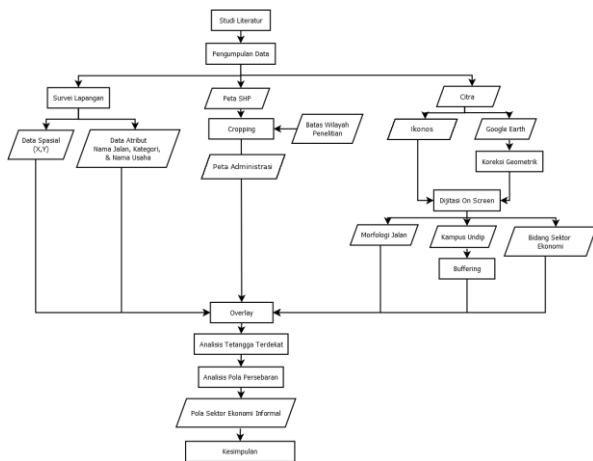 Studi Literatur
Pengumpulan Data
Survei Lapangan
Peta SHP
Citra
Data Spasial
(X,Y)
Data Atribut
Nama Jalan, Kategori,
& Nama Usaha
Cropping
Batas Wilayah
Penelitian
Ikonos
Google Earth
Peta Administrasi
Koreksi Geometrik
Dijitasi On Screen
Morfologi Jalan
Kampus Undip
Bidang Sektor
Ekonomi
Buffering
Overlay
Analisis Tetangga Terdekat
Analisis Pola Persebaran
Pola Sektor Ekonomi Informal
Kesimpulan